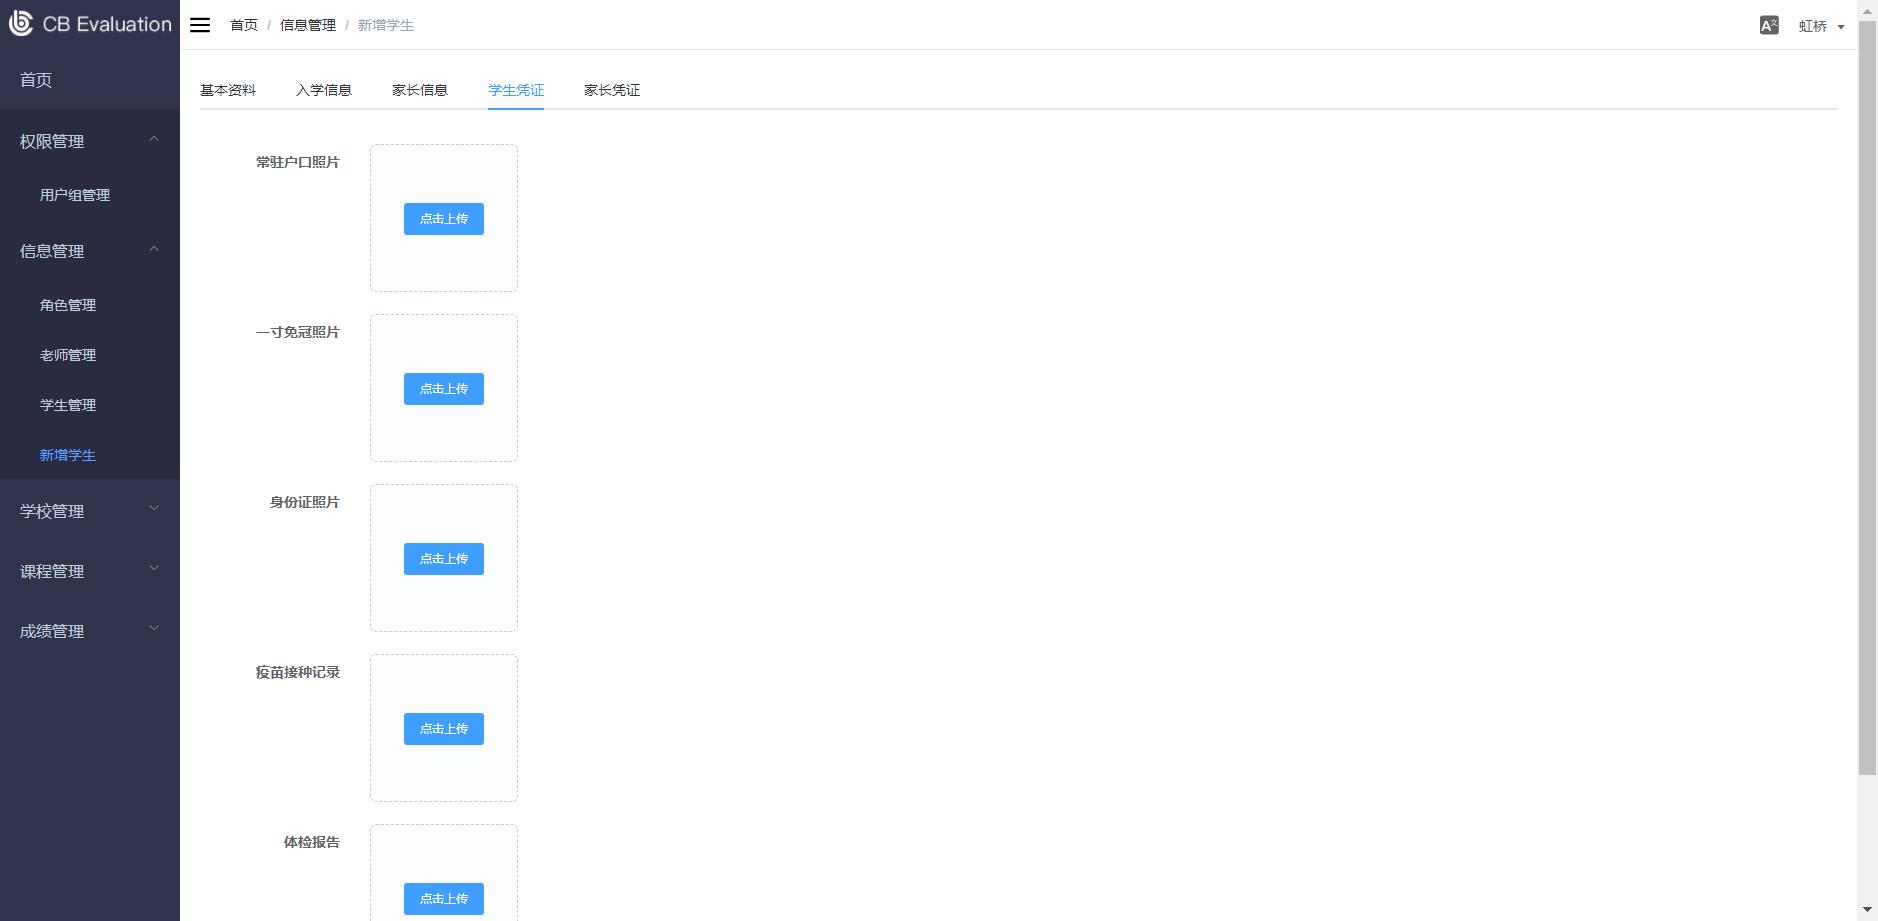 CB Evaluation
首页 / 信息管理 / 新增学生
虹桥
首页
权限管理
用户组管理
信息管理
角色管理
老师管理
学生管理
新增学生
学校管理
课程管理
成绩管理
基本资料 入学信息 家长信息 学生凭证 家长凭证
常驻户口照片
点击上传
一寸免冠照片
点击上传
身份证照片
点击上传
疫苗接种记录
点击上传
体检报告
点击上传